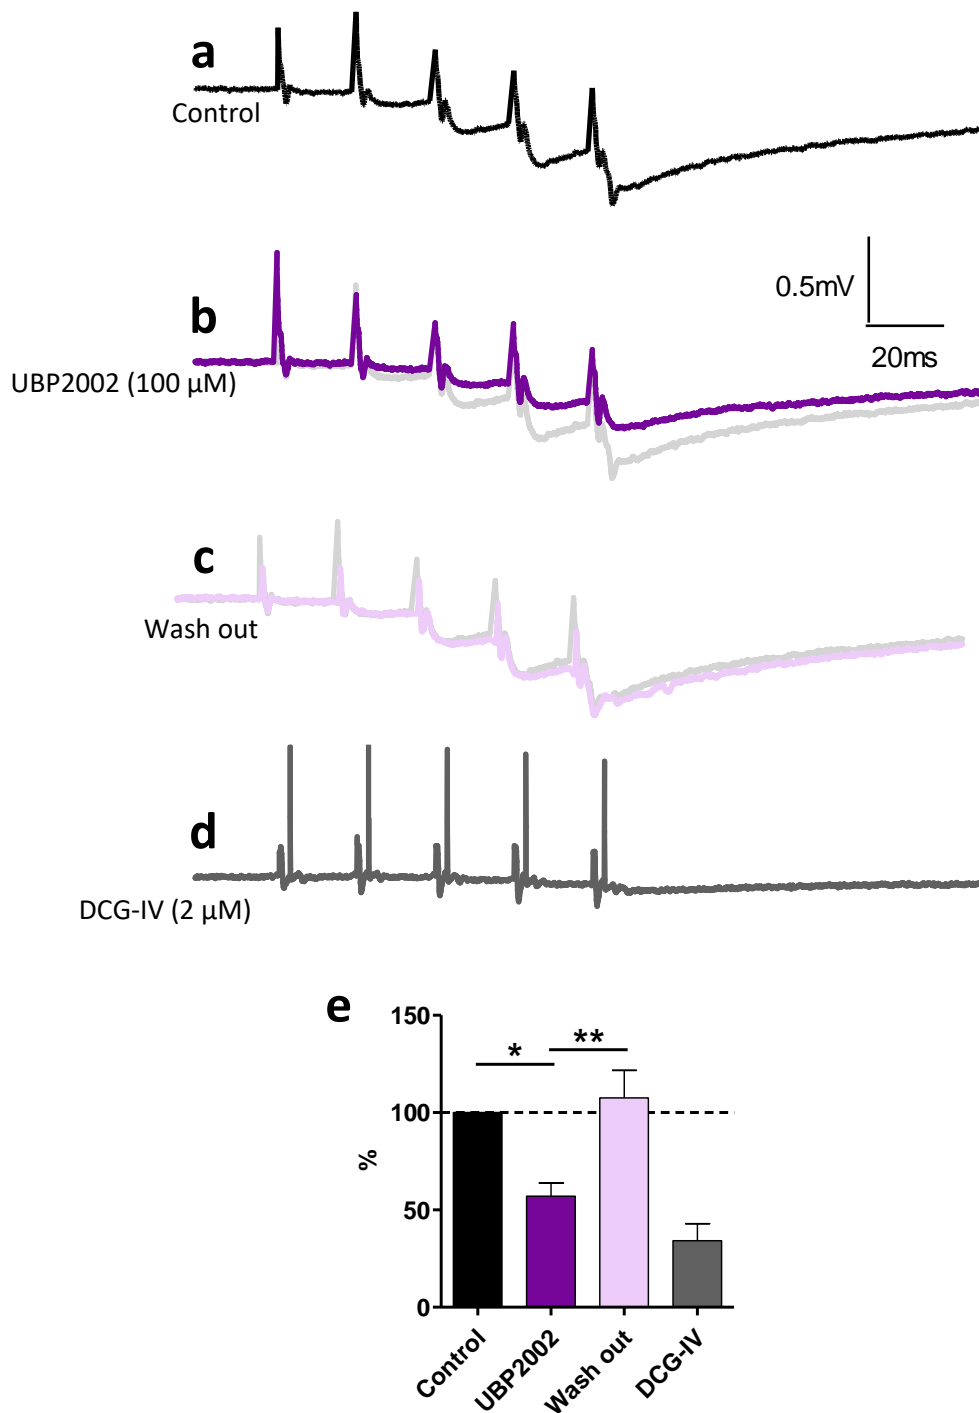 a
Control
b
UBP2002 (100 µM)
0.5mV
20ms
c
Wash out
d
DCG-IV (2 µM)
e
150
100
50
0
%
*
**
Control
UBP2002
Wash out
DCG-IV